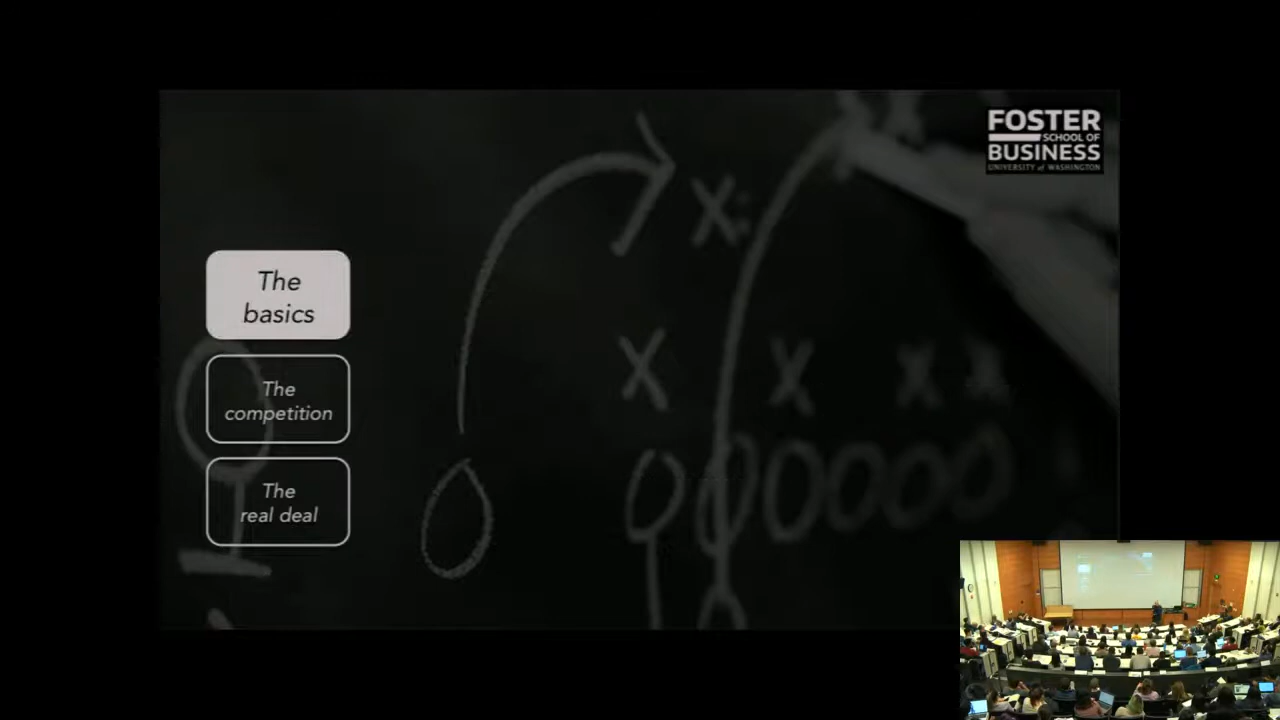 FOSTER
SCHOOL OF
BUSINESS
UNIVERSITY of WASHINGTON
The
basics
The
competition
The
real deal